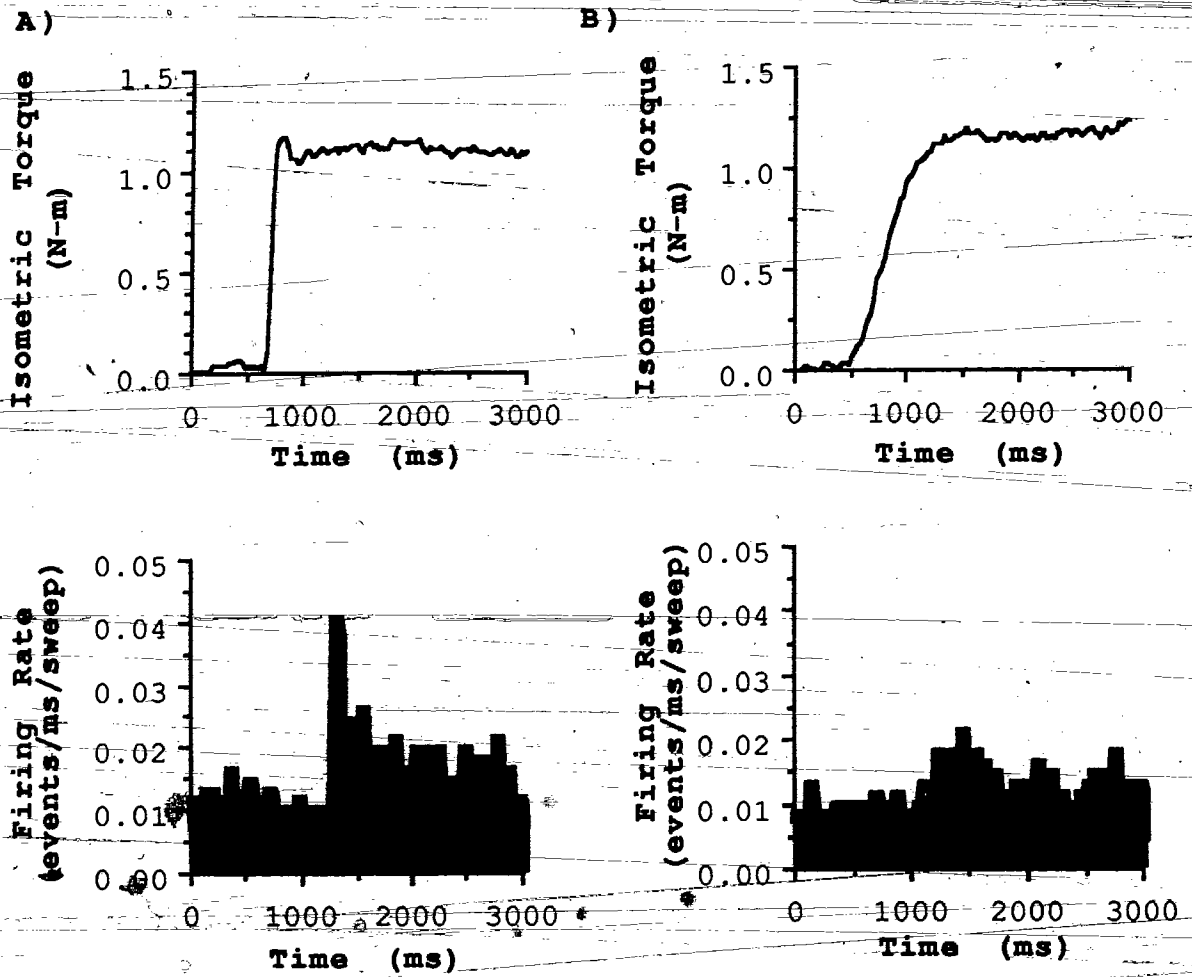 A)
B)
Isometric Torque
(N-m)
1.5
1.0
0.5
0.0
0 1000 2000 3000
Time (ms)
Isometric Torque
(N-m)
1.5
1.0
0.5
0.0
0 1000 2000 3000
Time (ms)
Firing Rate
(events/ms/sweep)
0.05
0.04
0.03
0.02
0.01
0.00
0 1000 2000 3000
Time (ms)
Firing Rate
(events/ms/sweep)
0.05
0.04
0.03
0.02
0.01
0.00
0 1000 2000 3000
Time (ms)